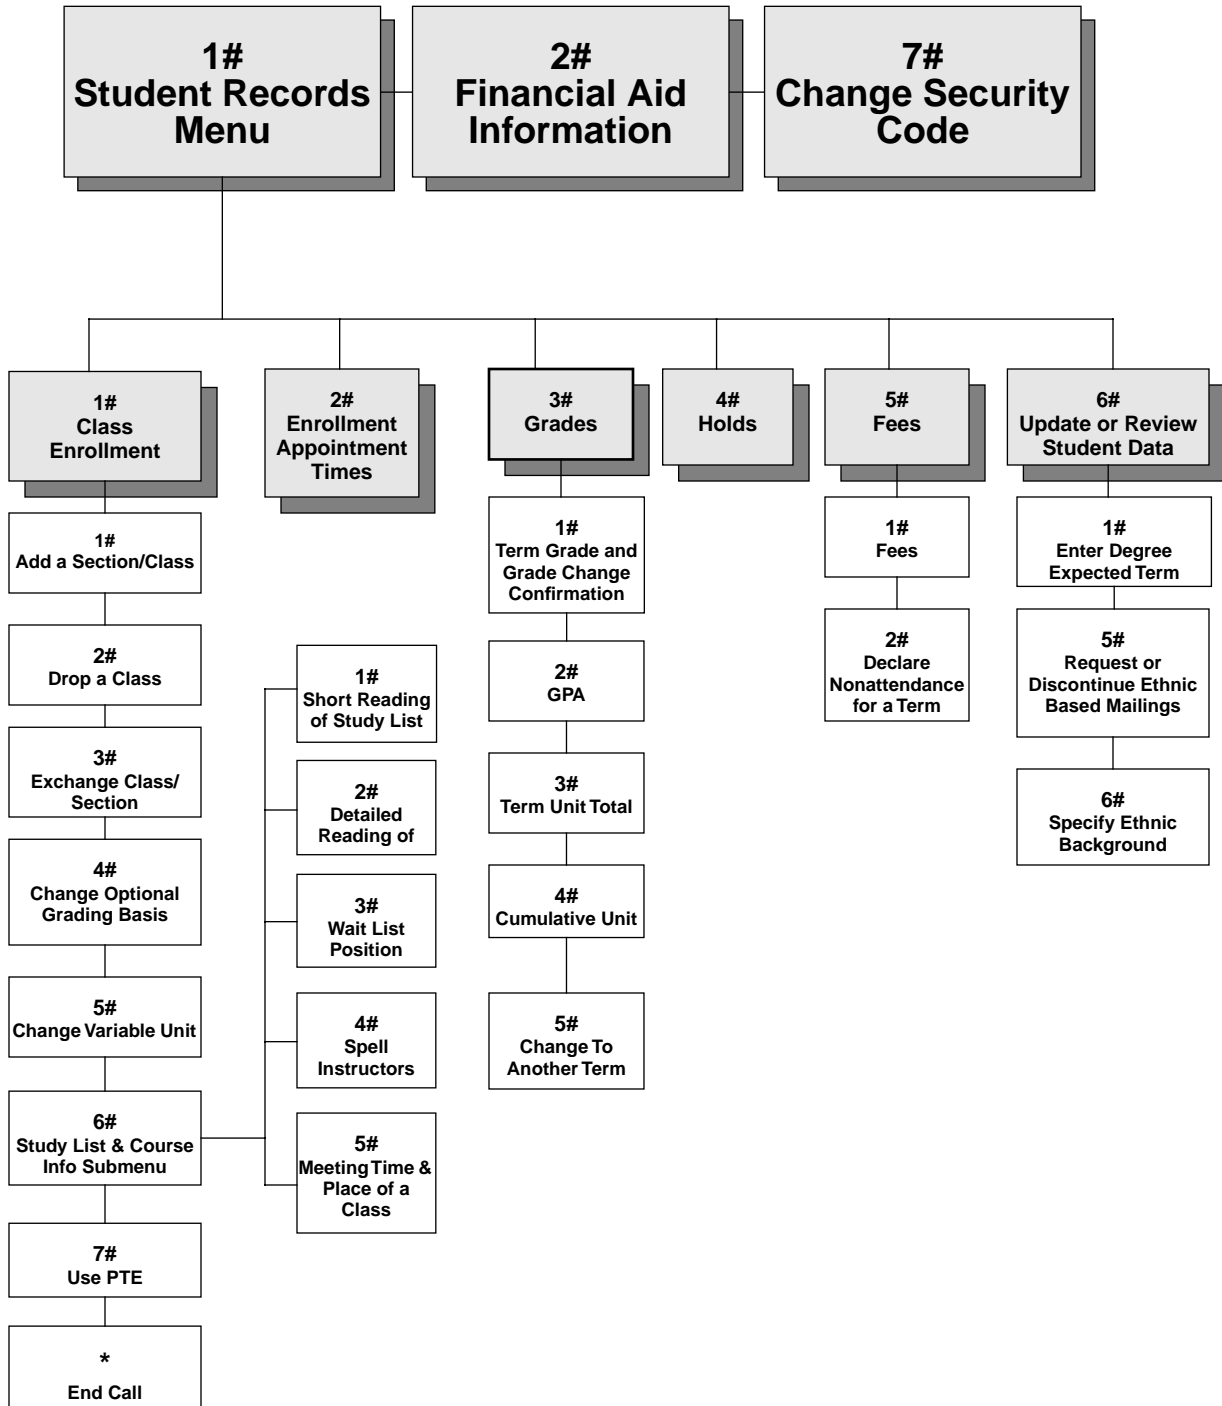 1#
Student Records
Menu
2#
Financial Aid
Information
7#
Change Security
Code
1#
Class
Enrollment
2#
Enrollment
Appointment
Times
3#
Grades
4#
Holds
5#
Fees
6#
Update or Review
Student Data
1#
Add a Section/Class
2#
Drop a Class
3#
Exchange Class/
Section
4#
Change Optional
Grading Basis
5#
Change Variable Unit
6#
Study List & Course
Info Submenu
7#
Use PTE
*
End Call
1#
Short Reading
of Study List
2#
Detailed
Reading of
3#
Wait List
Position
4#
Spell
Instructors
5#
Meeting Time &
Place of a
Class
1#
Term Grade and
Grade Change
Confirmation
2#
GPA
3#
Term Unit Total
4#
Cumulative Unit
5#
Change To
Another Term
1#
Fees
2#
Declare
Nonattendance
for a Term
1#
Enter Degree
Expected Term
5#
Request or
Discontinue Ethnic
Based Mailings
6#
Specify Ethnic
Background